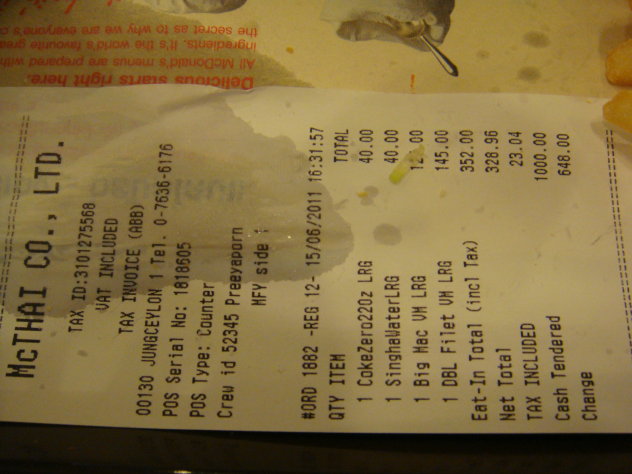 McTHAI CO., LTD.
TAX ID:3101275568
VAT INCLUDED
TAX INVOICE (ABB)
00130 JUNGCEYLON 1 Tel. 0-7636-6176
POS Serial No: 1818605
POS Type: Counter
Crew id 52345 Preeyaporn
MFY side
#ORD 1882 -REG 12- 15/06/2011 16:31:57
QTY ITEM TOTAL
1 CokeZero22Oz LRG 40.00
1 SinghaWaterLRG 40.00
1 Big Mac VM LRG
1 DBL Filet VM LRG 145.00
Eat-In Total (incl Tax) 352.00
Net Total 328.96
TAX INCLUDED 23.04
Cash Tendered 1000.00
Change 648.00
Delicious starts right here.
All McDonald's menus are prepared with
ingredients. It's the world's favourite
the secret as to why we are everyone's